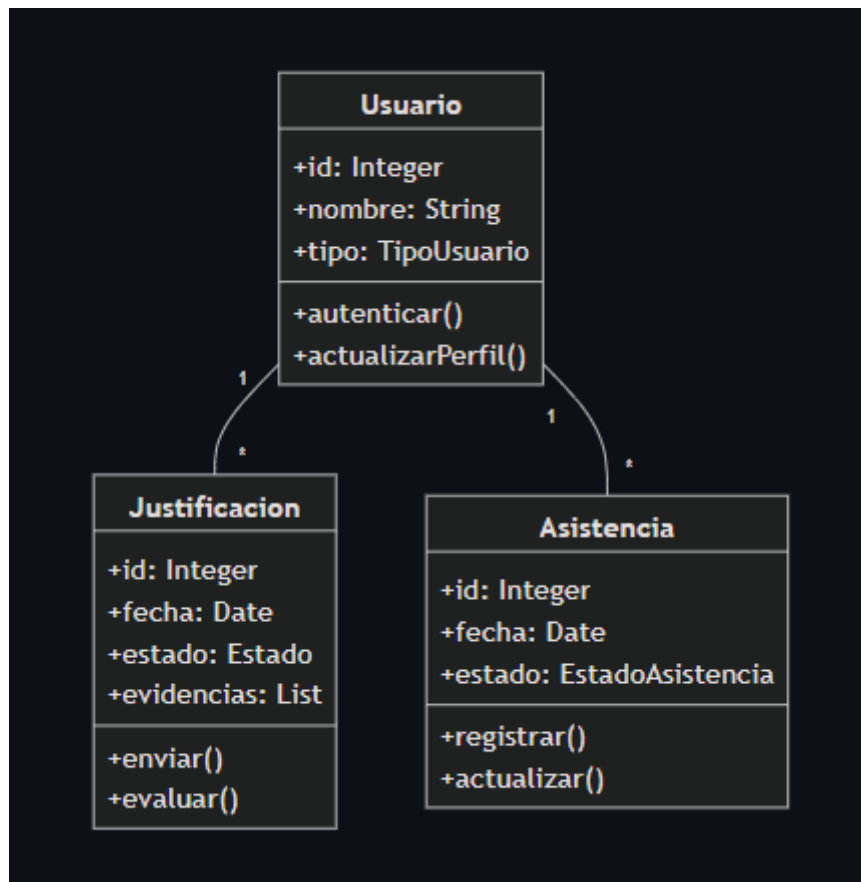 Usuario
+id: Integer
+nombre: String
+tipo: TipoUsuario
+autenticar()
+actualizarPerfil()
1
*
1
*
Justificacion
+id: Integer
+fecha: Date
+estado: Estado
+evidencias: List
+enviar()
+evaluar()
Asistencia
+id: Integer
+fecha: Date
+estado: EstadoAsistencia
+registrar()
+actualizar()